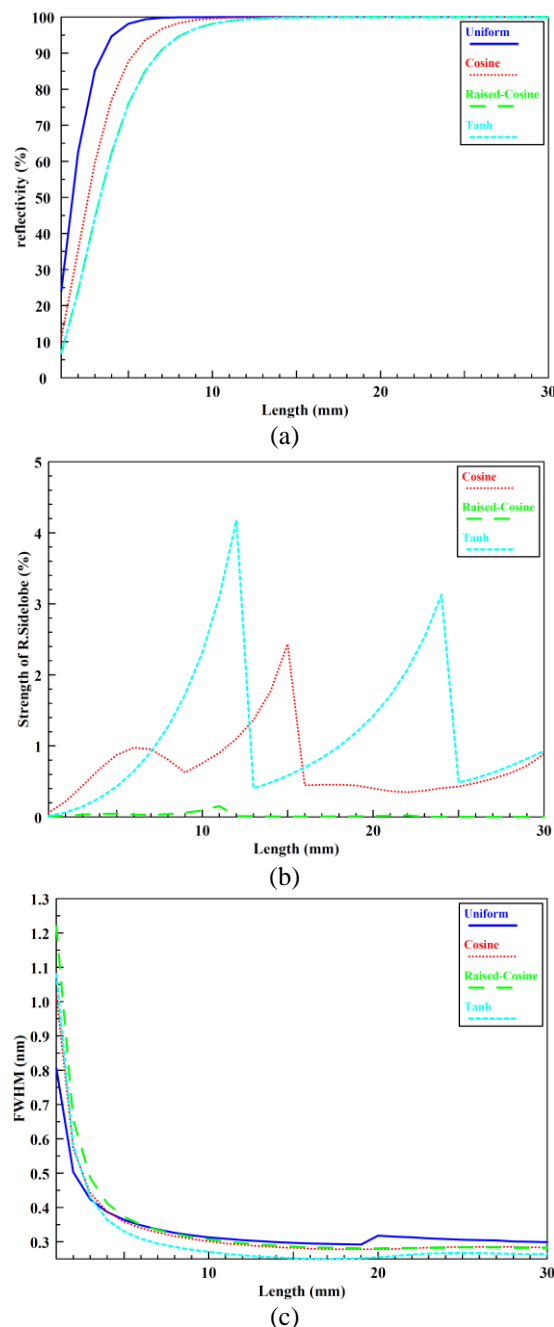 100
90
80
70
60
50
40
30
20
10
0
reflectivity (%)
Uniform
Cosine
Raised-Cosine
Tanh
10
20
30
Length (mm)
(a)
5
4
3
2
1
0
Strength of R.Sidelobe (%)
Cosine
Raised-Cosine
Tanh
10
20
30
Length (mm)
(b)
1.3
1.2
1.1
1.0
0.9
0.8
0.7
0.6
0.5
0.4
0.3
FWHM (nm)
Uniform
Cosine
Raised-Cosine
Tanh
10
20
30
Length (mm)
(c)